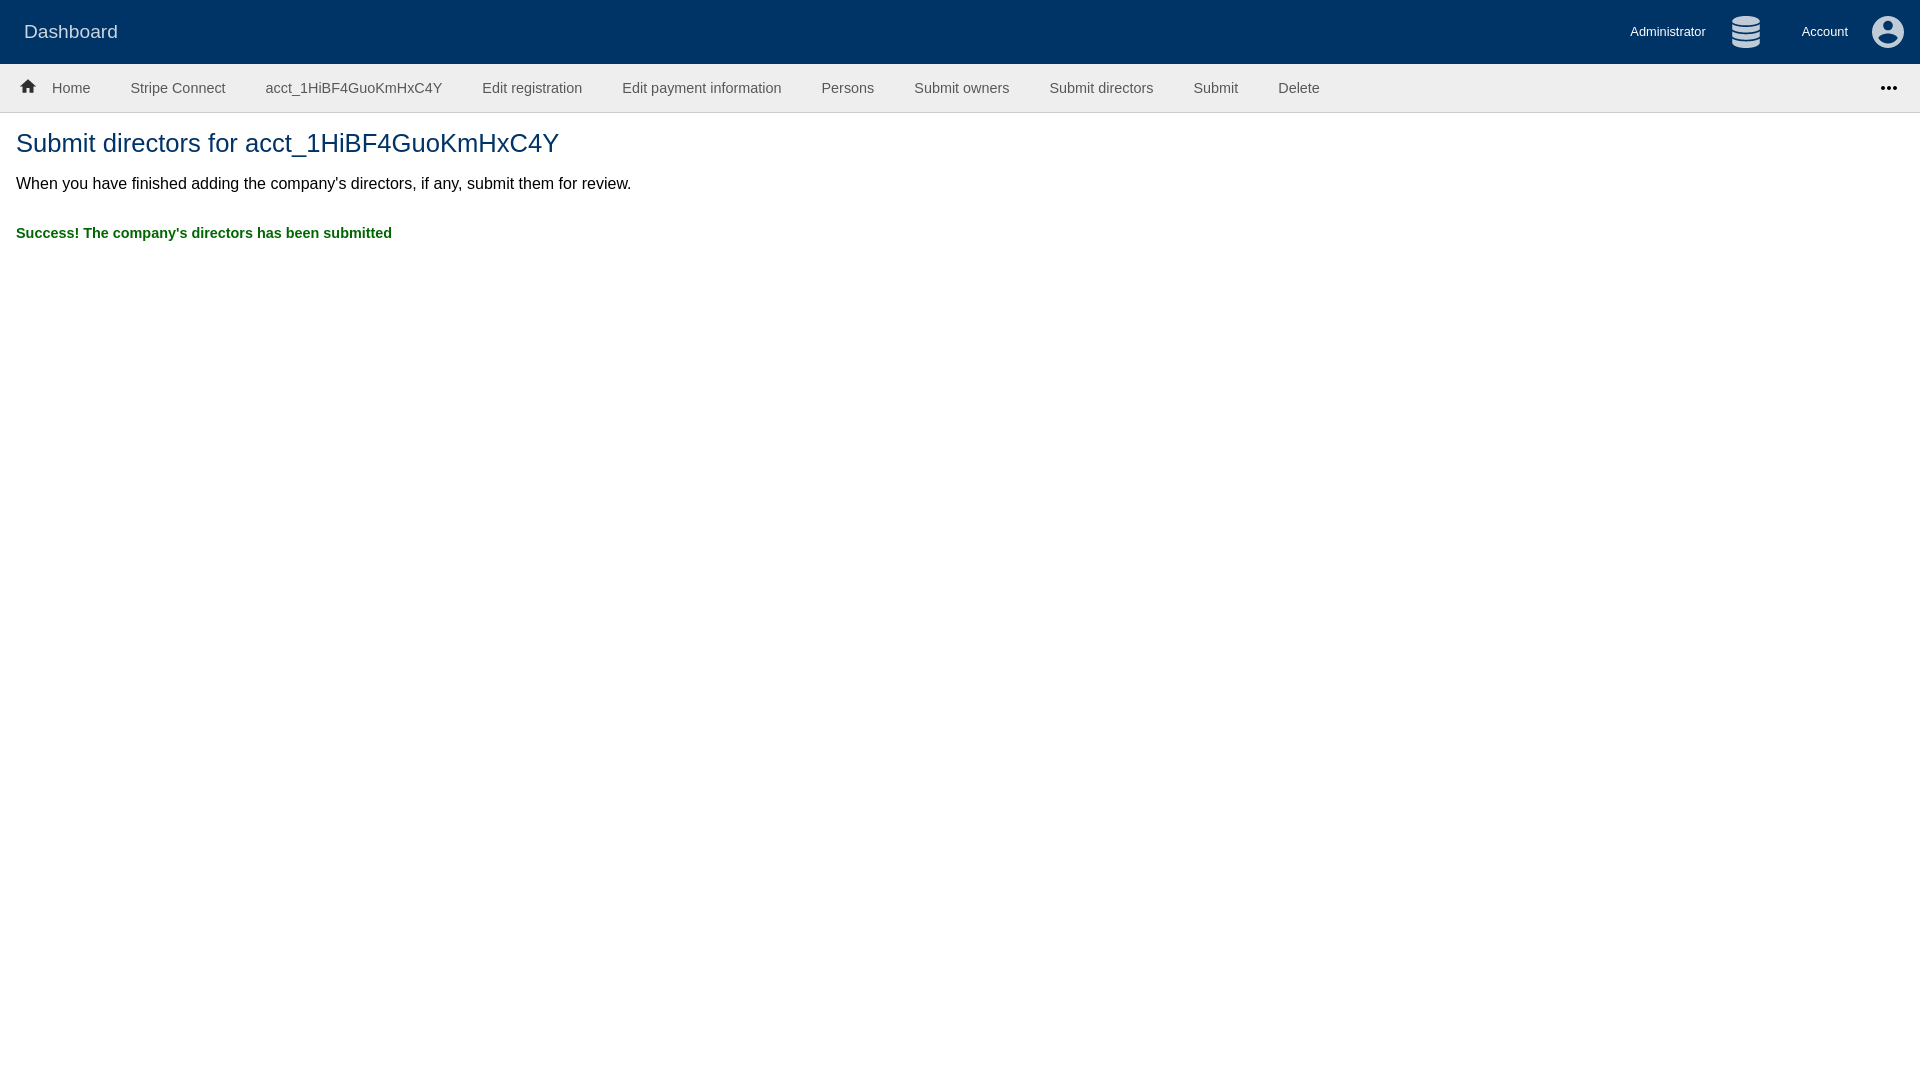 Dashboard
Administrator
Account
Home
Stripe Connect
acct_1HiBF4GuoKmHxC4Y
Edit registration
Edit payment information
Persons
Submit owners
Submit directors
Submit
Delete
Submit directors for acct_1HiBF4GuoKmHxC4Y
When you have finished adding the company's directors, if any, submit them for review.
Success! The company's directors has been submitted